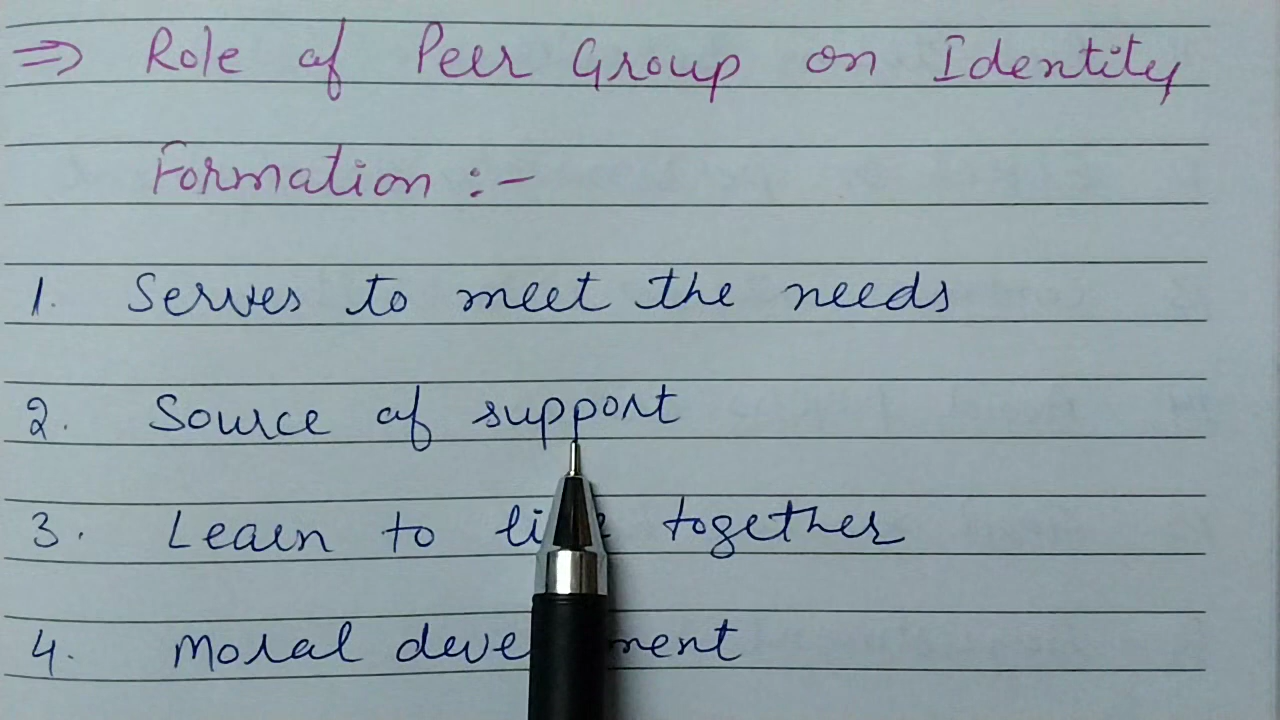 ⇒ Role of Peer Group on Identity
Formation :-
1. Serves to meet the needs
2. Source of support
3. Learn to together
4. Moral